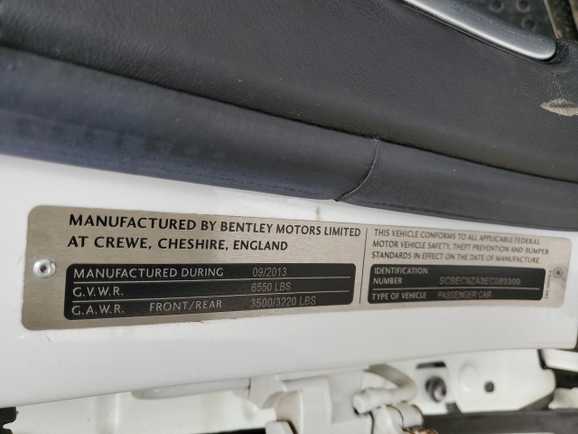 MANUFACTURED BY BENTLEY MOTORS LIMITED
AT CREWE, CHESHIRE, ENGLAND
MANUFACTURED DURING 09/2013
G.V.W.R. 6550 LBS
G.A.W.R. FRONT/REAR 3500/3220 LBS
THIS VEHICLE CONFORMS TO ALL APPLICABLE FEDERAL
MOTOR VEHICLE SAFETY, THEFT PREVENTION AND BUMPER
STANDARDS IN EFFECT ON THE DATE OF MANUFACTURE
IDENTIFICATION
NUMBER
TYPE OF VEHICLE PASSENGER CAR